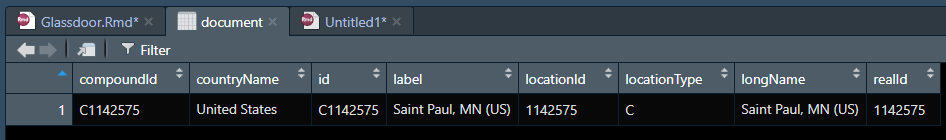 Glassdoor.Rmd* × document × Untitled1* ×
Filter
compoundId countryName id label locationId locationType longName realId
1 C1142575 United States C1142575 Saint Paul, MN (US) 1142575 C Saint Paul, MN (US) 1142575